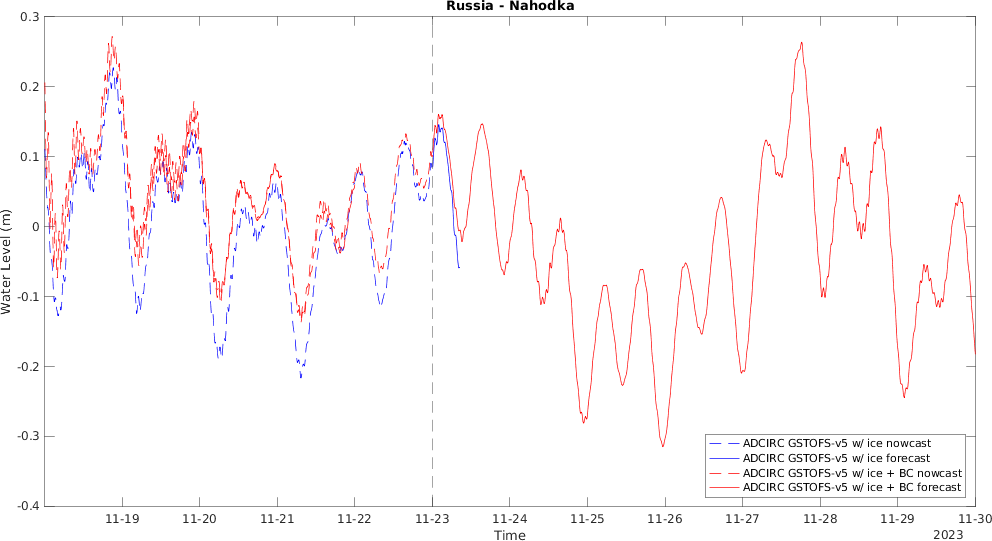 Russia - Nahodka
0.3
0.2
0.1
0
-0.1
-0.2
-0.3
-0.4
Water Level (m)
11-19 11-20 11-21 11-22 11-23 11-24 11-25 11-26 11-27 11-28 11-29 11-30
Time
2023
ADCIRC GSTOFS-v5 w/ ice nowcast
ADCIRC GSTOFS-v5 w/ ice forecast
ADCIRC GSTOFS-v5 w/ ice + BC nowcast
ADCIRC GSTOFS-v5 w/ ice + BC forecast